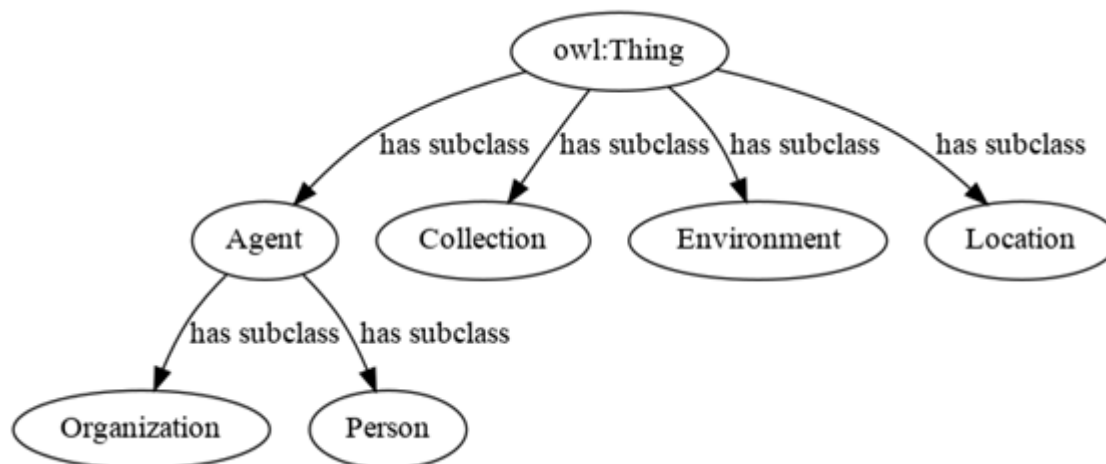 owl:Thing
has subclass has subclass has subclass has subclass
Agent Collection Environment Location
has subclass has subclass
Organization Person